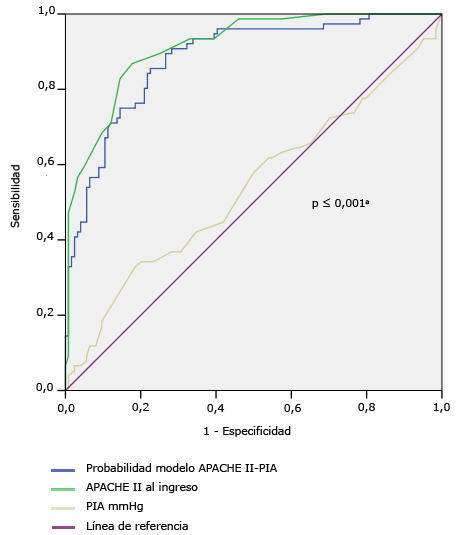 1,0
0,8
0,6
0,4
0,2
0,0
Sensibilidad
p ≤ 0,001ª
0,0 0,2 0,4 0,6 0,8 1,0
1 - Especificidad
Probabilidad modelo APACHE II-PIA
APACHE II al ingreso
PIA mmHg
Línea de referencia